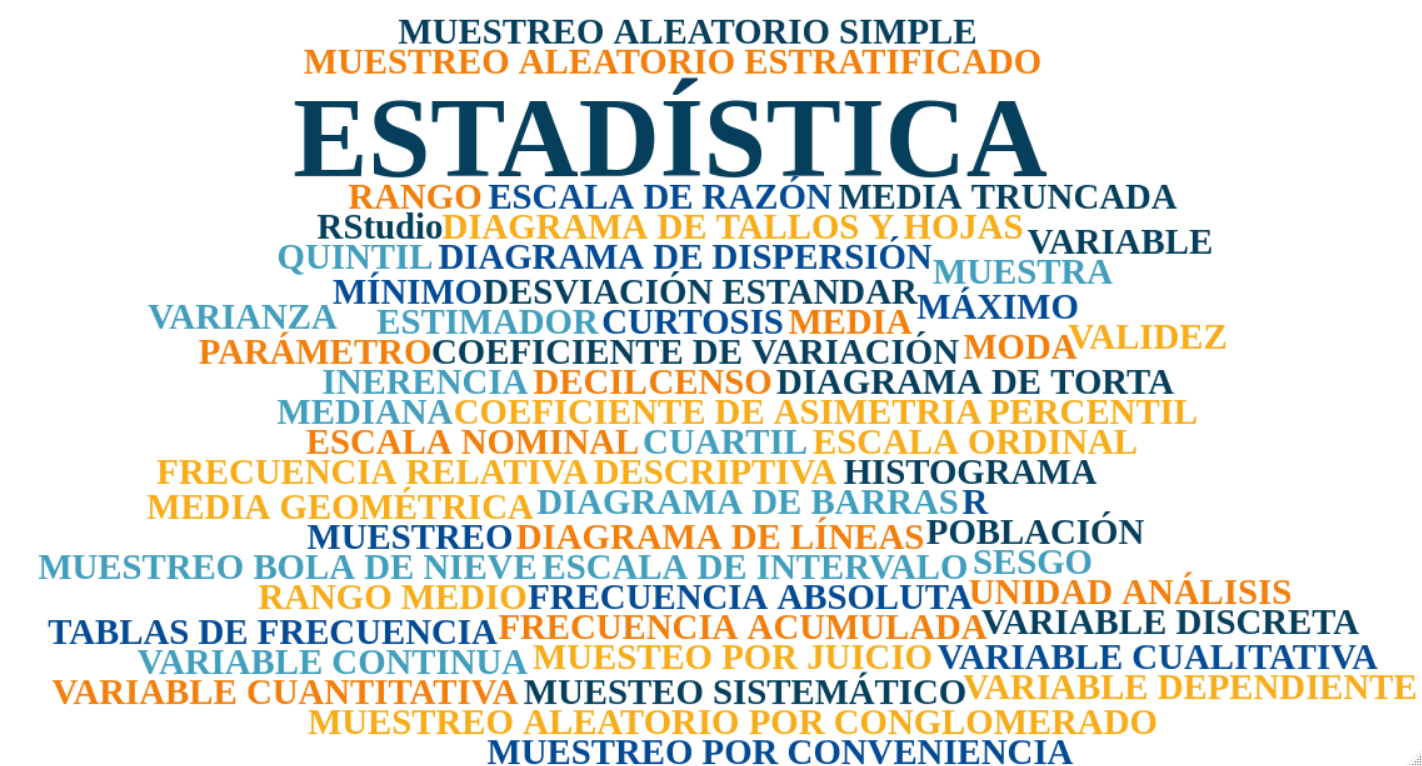 MUESTREO ALEATORIO SIMPLE
MUESTREO ALEATORIO ESTRATIFICADO
ESTADÍSTICA
RANGO ESCALA DE RAZÓN MEDIA TRUNCADA
RStudio DIAGRAMA DE TALLOS Y HOJAS VARIABLE
QUINTIL DIAGRAMA DE DISPERSIÓN MUESTRA
MÍNIMO DESVIACIÓN ESTANDAR MÁXIMO
VARIANZA ESTIMADOR CURTOSIS MEDIA VALIDEZ
PARÁMETRO COEFICIENTE DE VARIACIÓN MODA
INERENCIA DECIL CENSO DIAGRAMA DE TORTA
MEDIANA COEFICIENTE DE ASIMETRIA PERCENTIL
ESCALA NOMINAL CUARTIL ESCALA ORDINAL
FRECUENCIA RELATIVA DESCRIPTIVA HISTOGRAMA
MEDIA GEOMÉTRICA DIAGRAMA DE BARRAS R
MUESTREO DIAGRAMA DE LÍNEAS POBLACIÓN
MUESTREO BOLA DE NIEVE ESCALA DE INTERVALO SESGO
RANGO MEDIO FRECUENCIA ABSOLUTA UNIDAD ANÁLISIS
TABLAS DE FRECUENCIA FRECUENCIA ACUMULADA VARIABLE DISCRETA
VARIABLE CONTINUA MUESTEO POR JUICIO VARIABLE CUALITATIVA
VARIABLE CUANTITATIVA MUESTEO SISTEMÁTICO VARIABLE DEPENDIENTE
MUESTREO ALEATORIO POR CONGLOMERADO
MUESTREO POR CONVENIENCIA